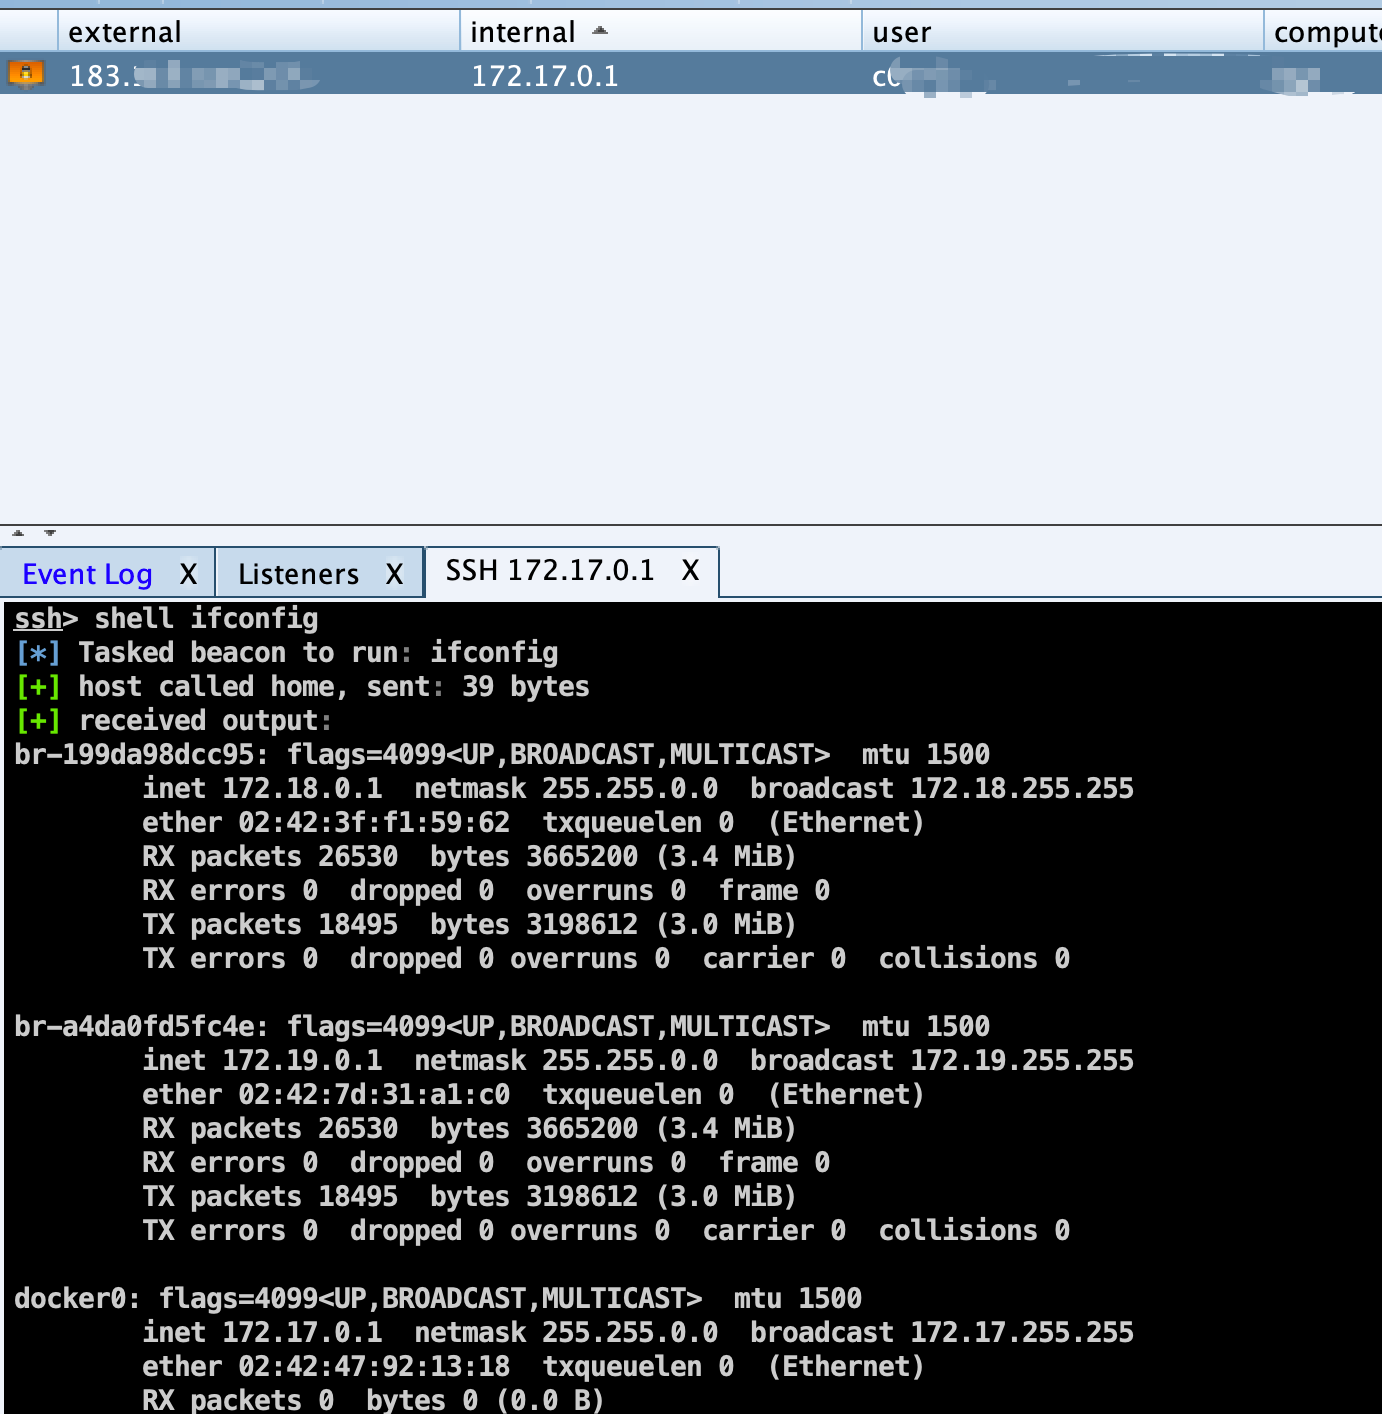 external internal user
183. 172.17.0.1
Event Log X Listeners X SSH 172.17.0.1 X
ssh> shell ifconfig
[*] Tasked beacon to run: ifconfig
[+] host called home, sent: 39 bytes
[+] received output:
br-199da98dcc95: flags=4099<UP,BROADCAST,MULTICAST>  mtu 1500
        inet 172.18.0.1  netmask 255.255.0.0  broadcast 172.18.255.255
        ether 02:42:3f:f1:59:62  txqueuelen 0  (Ethernet)
        RX packets 26530  bytes 3665200 (3.4 MiB)
        RX errors 0  dropped 0  overruns 0  frame 0
        TX packets 18495  bytes 3198612 (3.0 MiB)
        TX errors 0  dropped 0 overruns 0  carrier 0  collisions 0
br-a4da0fd5fc4e: flags=4099<UP,BROADCAST,MULTICAST>  mtu 1500
        inet 172.19.0.1  netmask 255.255.0.0  broadcast 172.19.255.255
        ether 02:42:7d:31:a1:c0  txqueuelen 0  (Ethernet)
        RX packets 26530  bytes 3665200 (3.4 MiB)
        RX errors 0  dropped 0  overruns 0  frame 0
        TX packets 18495  bytes 3198612 (3.0 MiB)
        TX errors 0  dropped 0 overruns 0  carrier 0  collisions 0
docker0: flags=4099<UP,BROADCAST,MULTICAST>  mtu 1500
        inet 172.17.0.1  netmask 255.255.0.0  broadcast 172.17.255.255
        ether 02:42:47:92:13:18  txqueuelen 0  (Ethernet)
        RX packets 0  bytes 0 (0.0 B)